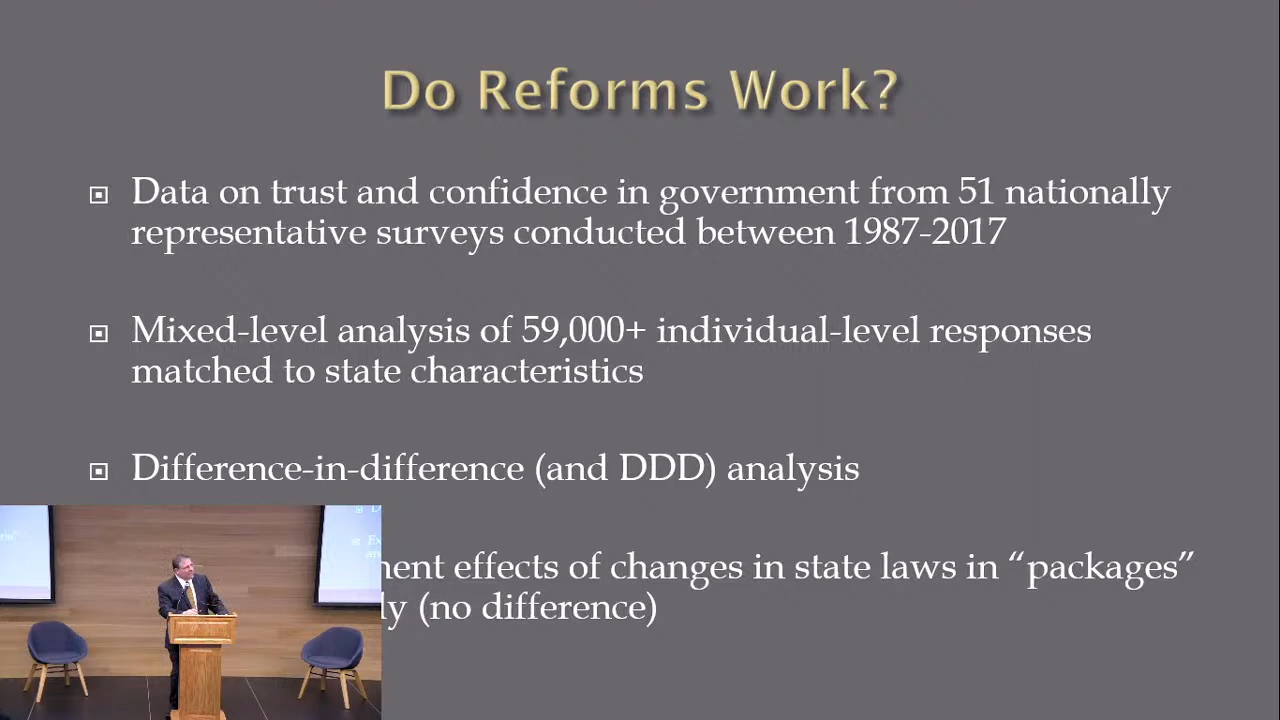 Do Reforms Work?
Data on trust and confidence in government from 51 nationally
representative surveys conducted between 1987-2017
Mixed-level analysis of 59,000+ individual-level responses
matched to state characteristics
Difference-in-difference (and DDD) analysis
effects of changes in state laws in “packages”
(no difference)